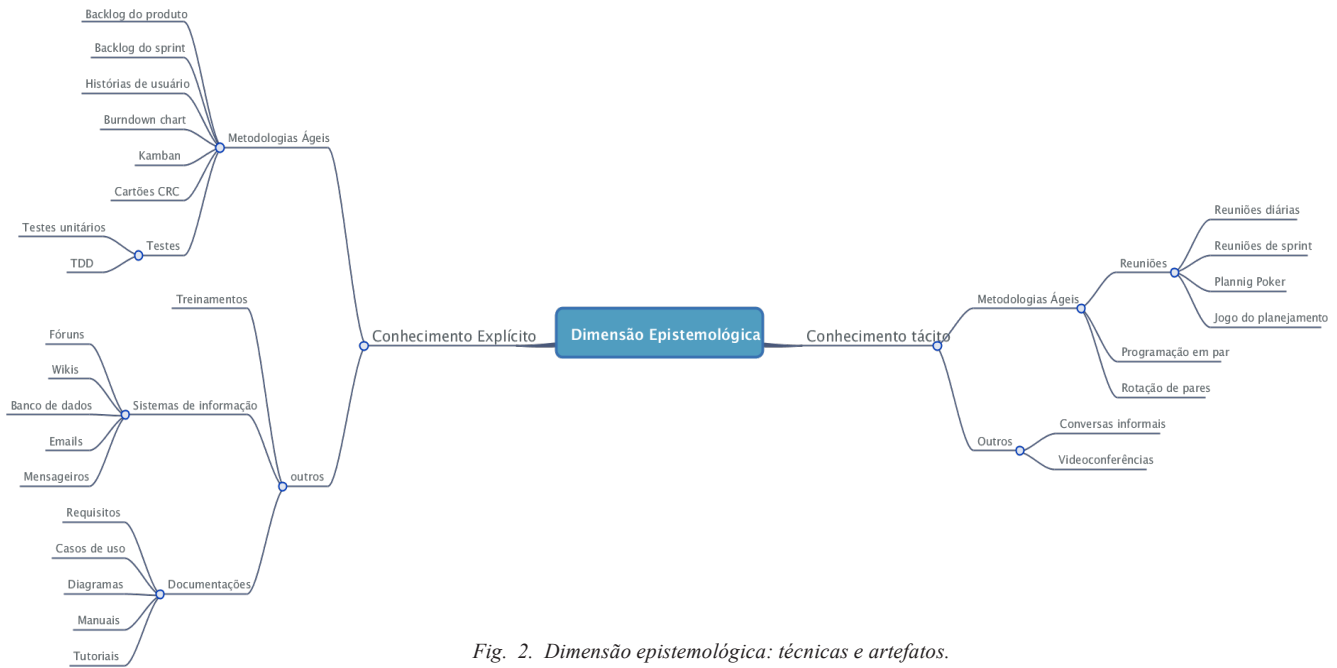 Backlog do produto
Backlog do sprint
Histórias de usuário
Burndown chart
Kamban
Cartões CRC
Testes unitários
TDD
Testes
Metodologias Ágeis
Treinamentos
Fóruns
Wikis
Banco de dados
Emails
Mensageiros
Sistemas de informação
Requisitos
Casos de uso
Diagramas
Manuais
Tutoriais
Documentações
outros
Conhecimento Explícito
Dimensão Epistemológica
Conhecimento tácito
Metodologias Ágeis
Reuniões
Reuniões diárias
Reuniões de sprint
Plannig Poker
Jogo do planejamento
Programação em par
Rotação de pares
Outros
Conversas informais
Videoconferências
Fig. 2. Dimensão epistemológica: técnicas e artefatos.